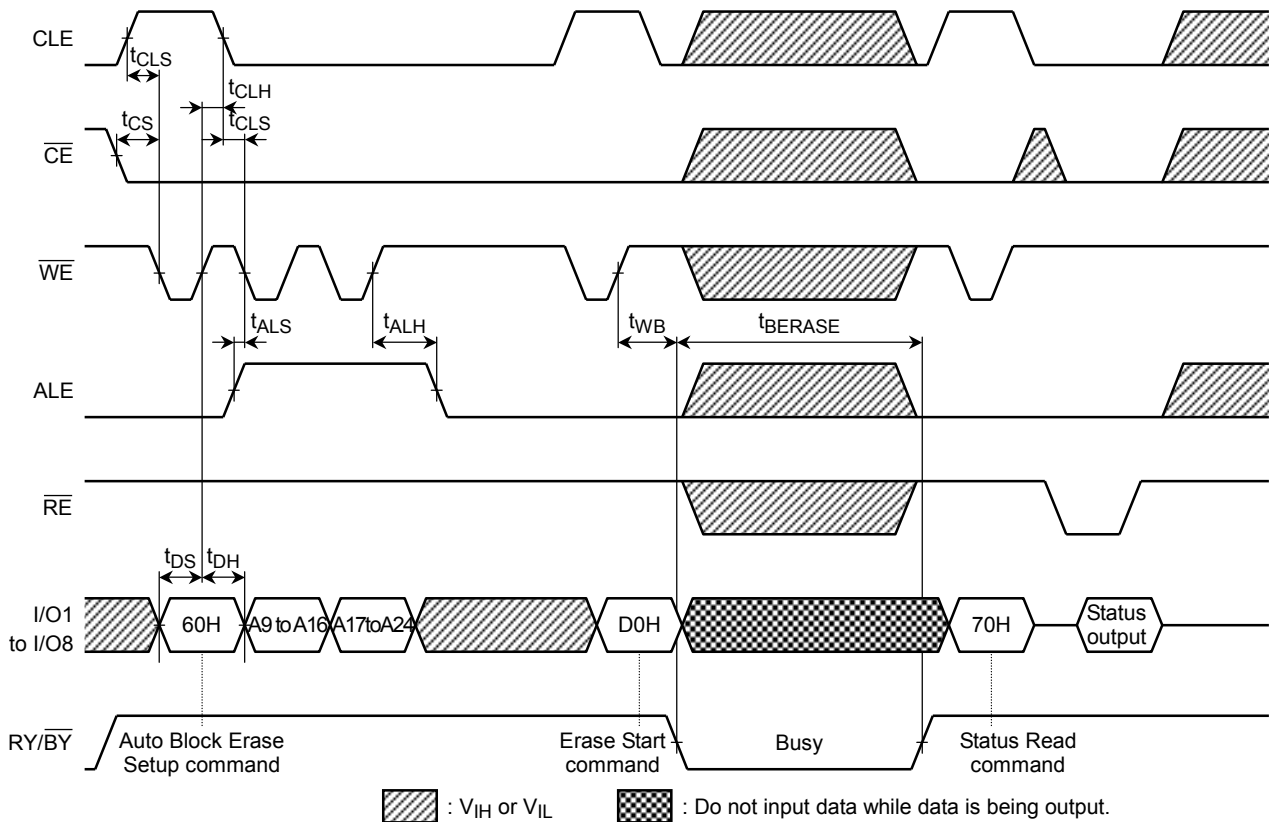 CLE
tCLS
tCLH
tCS
tCLS
CE
WE
tALS
tALH
tWB
tBERASE
ALE
RE
tDS
tDH
I/O1
to I/O8
60H
A9 to A16
A17 to A24
D0H
70H
Status
output
RY/BY
Auto Block Erase
Setup command
Erase Start
command
Busy
Status Read
command
: VIH or VIL
: Do not input data while data is being output.